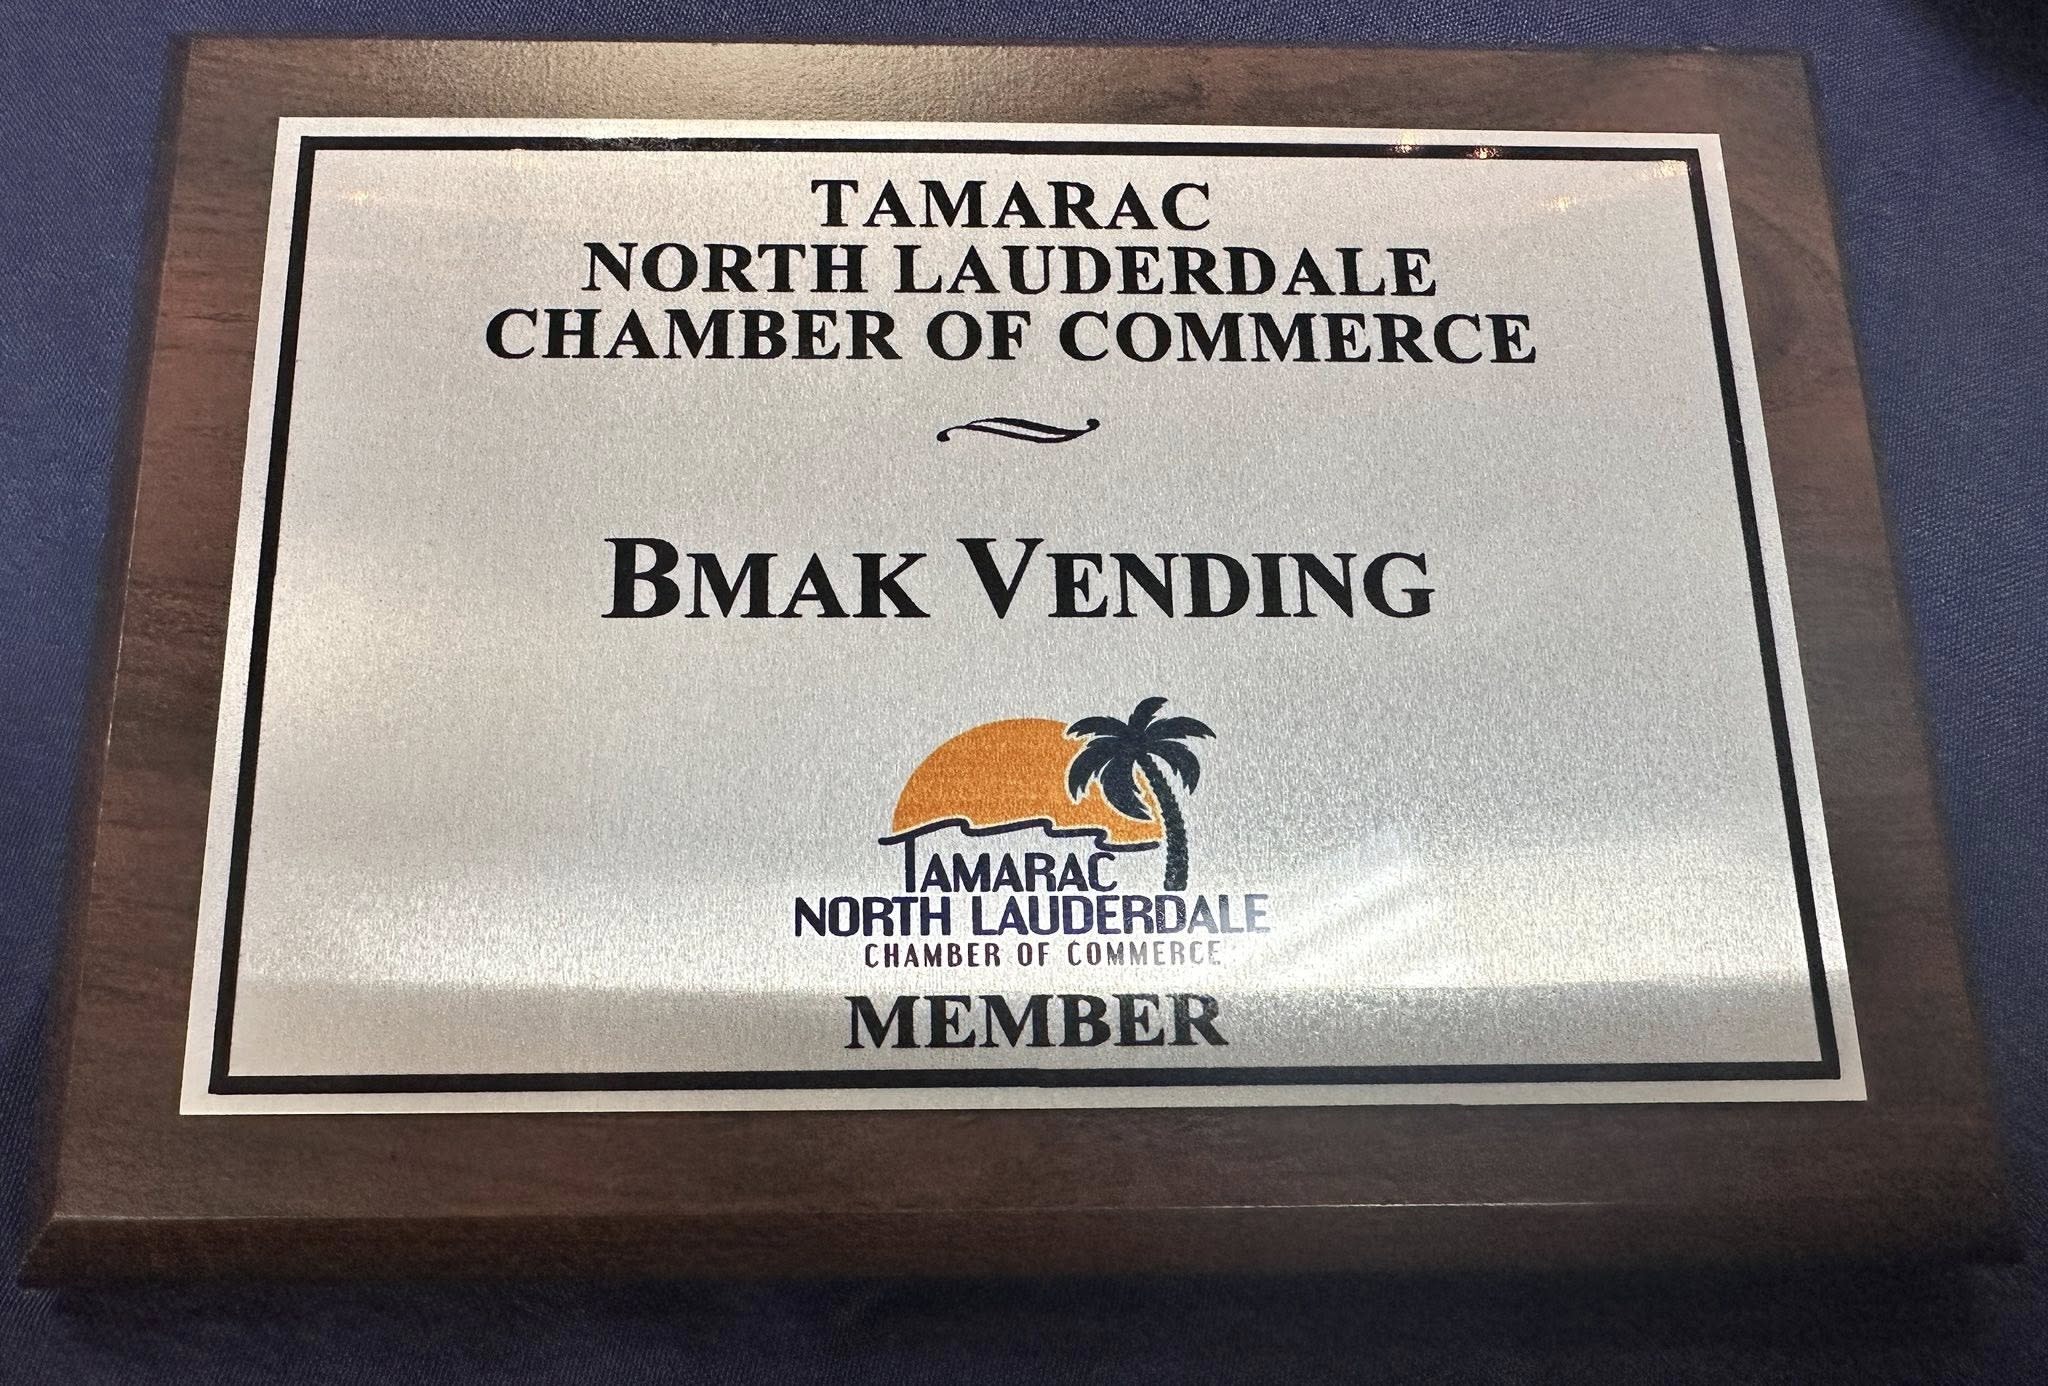 TAMARAC
NORTH LAUDERDALE
CHAMBER OF COMMERCE
BMAK VENDING
TAMARAC
NORTH LAUDERDALE
CHAMBER OF COMMERCE
MEMBER